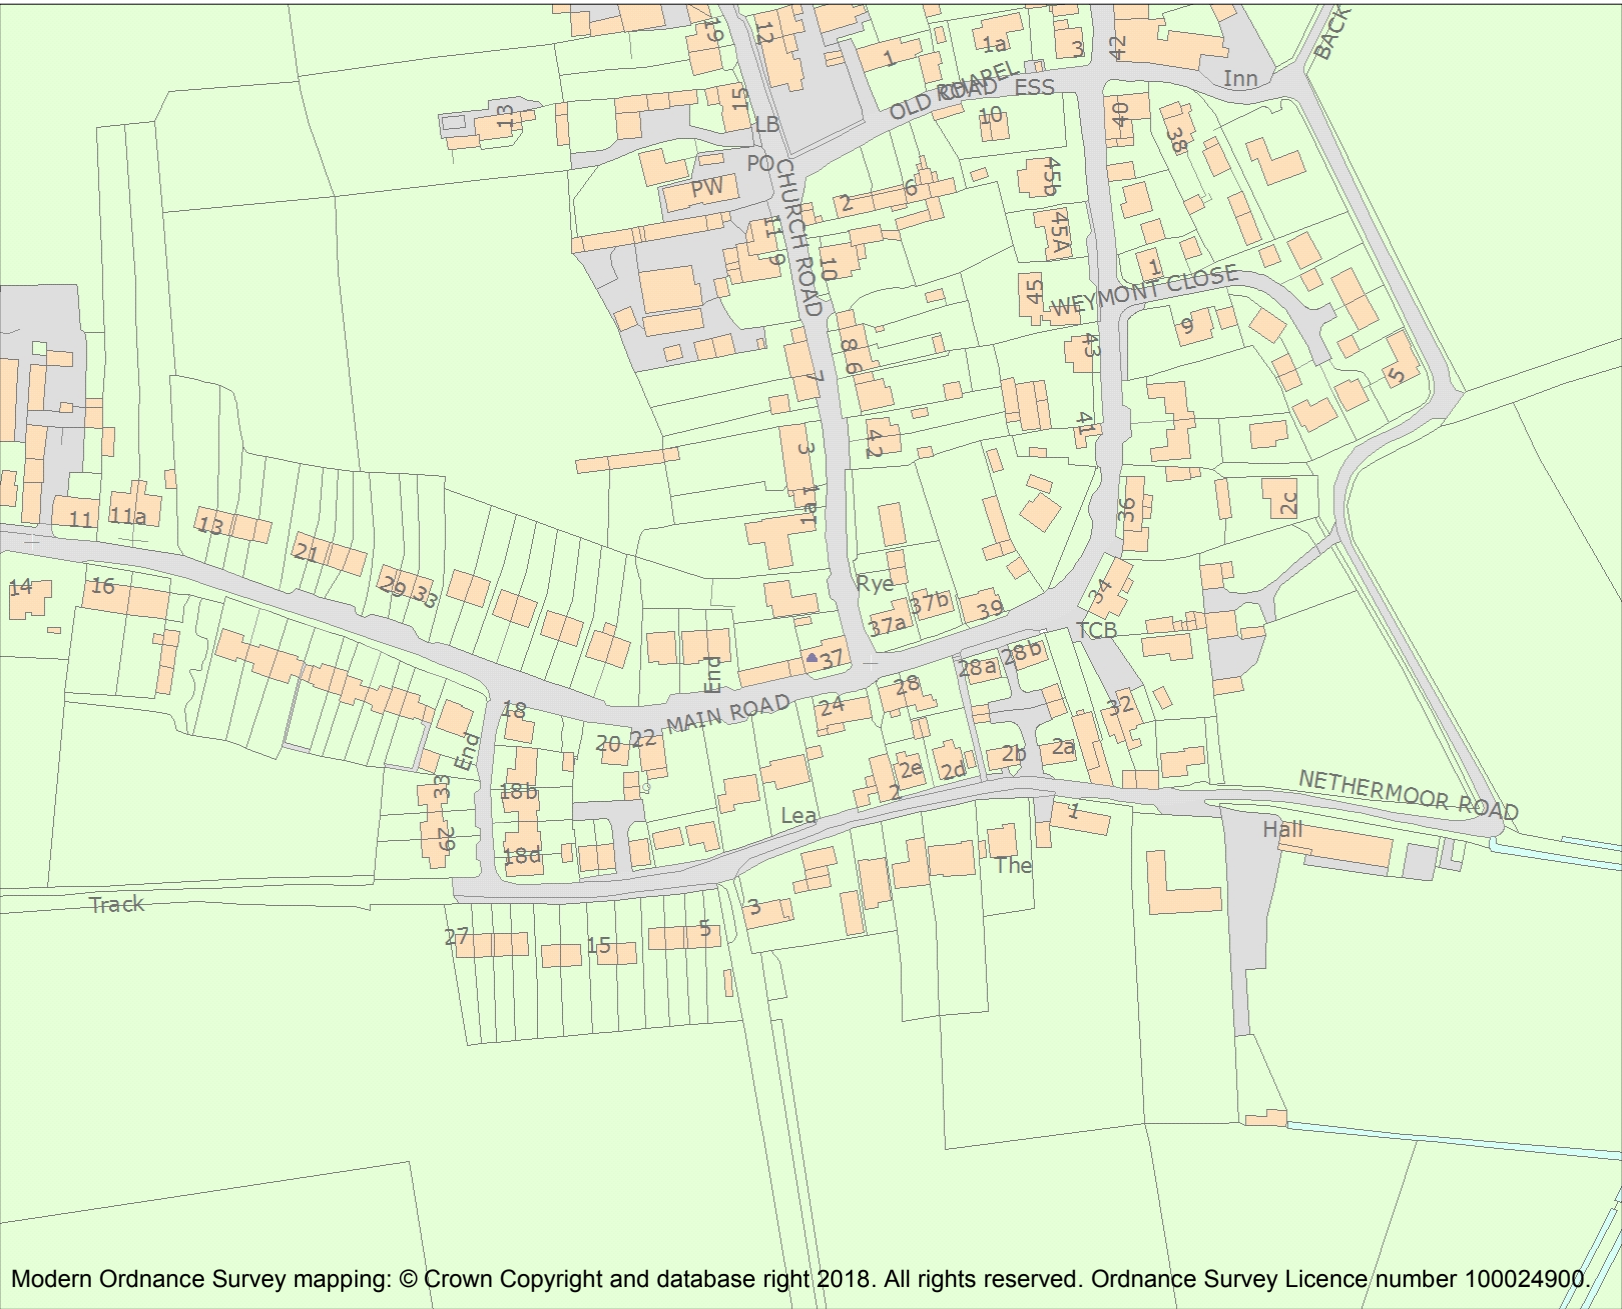 19
12
1
1a
3
42
BACK
Inn
OLD CHAPEL
ROAD
ESS
13
15
LB
10
40
38
PO
CHURCH ROAD
PW
2
6
45b
45A
11
9
10
1
WEYMONT CLOSE
45
9
43
8
6
7
5
41
4
2
3
1a
36
2c
11
11a
13
21
29
33
14
16
Rye
37a
37b
39
34
TCB
37
28a
28b
End
28
24
MAIN ROAD
32
18
20
22
End
2e
2d
2b
2a
2
33
18b
NETHERMOOR ROAD
Lea
1
Hall
29
18d
The
Track
3
27
15
5
Modern Ordnance Survey mapping: © Crown Copyright and database right 2018. All rights reserved. Ordnance Survey Licence number 100024900.